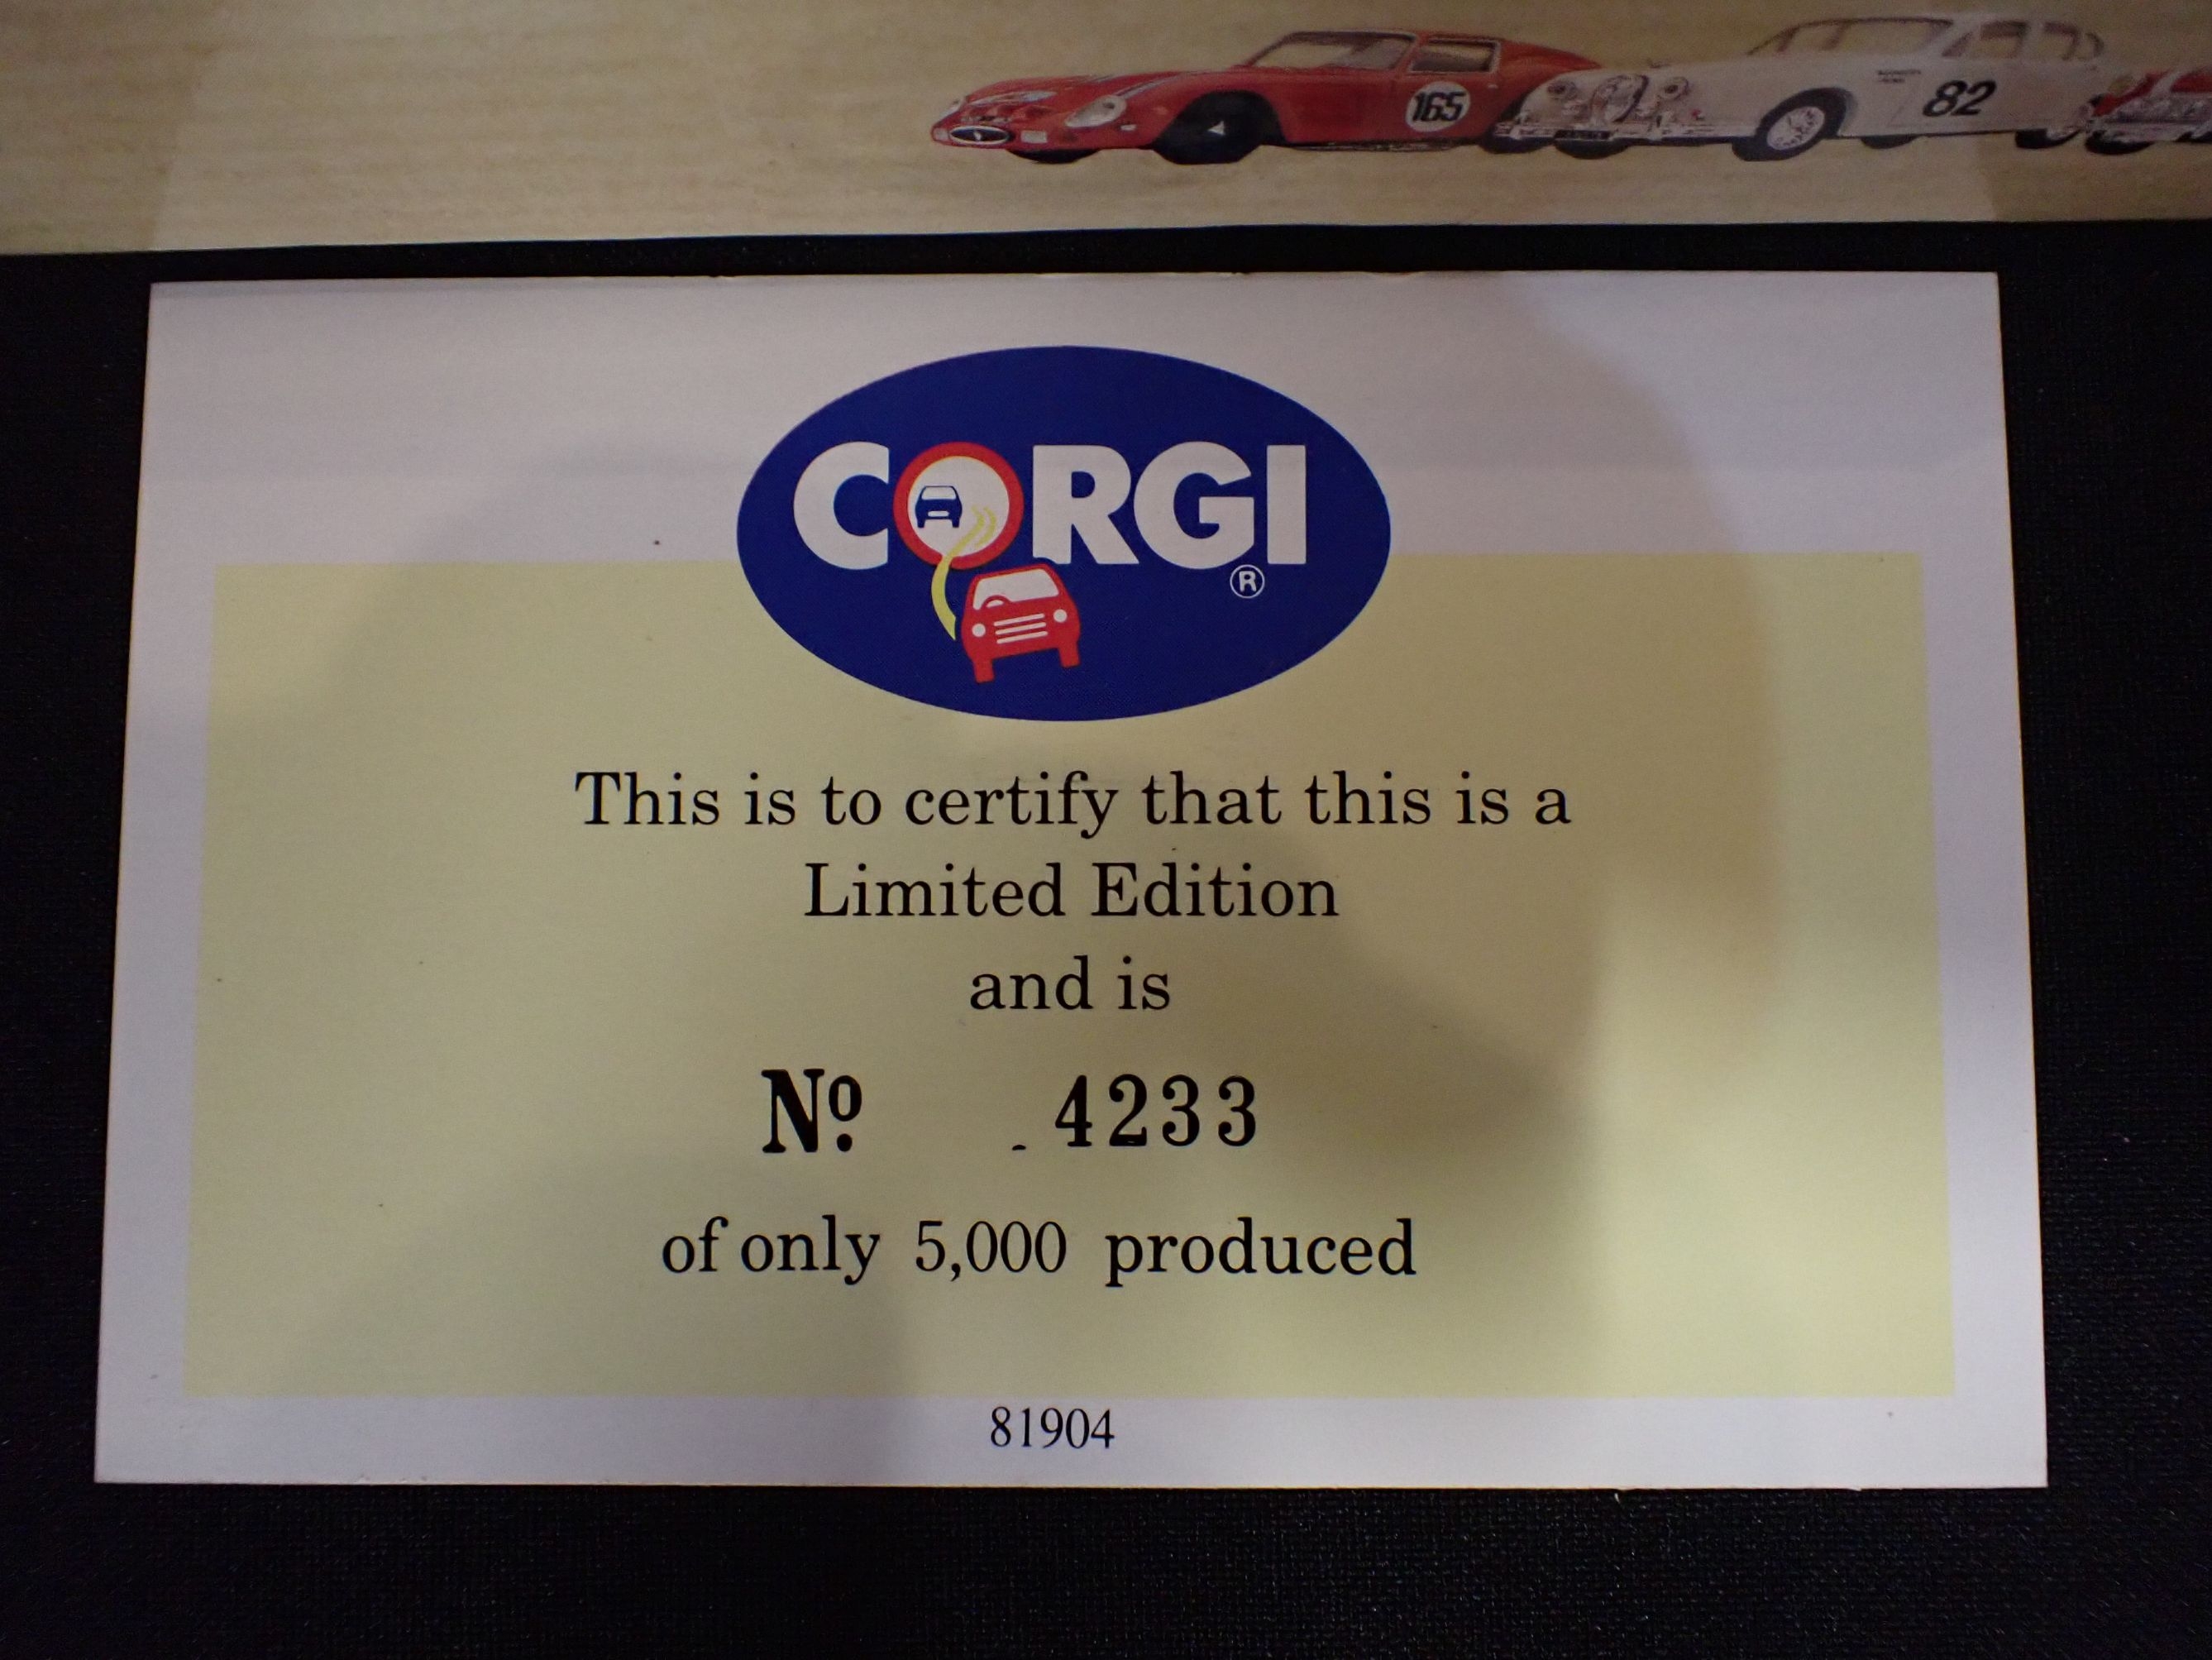 165
82
CORGI
®
This is to certify that this is a
Limited Edition
and is
Nº 4233
of only 5,000 produced
81904